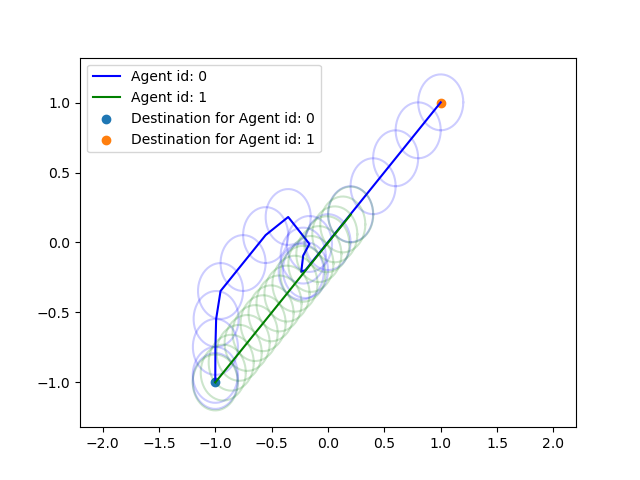 Agent id: 0
Agent id: 1
Destination for Agent id: 0
Destination for Agent id: 1
1.0
0.5
0.0
−0.5
−1.0
−2.0 −1.5 −1.0 −0.5 0.0 0.5 1.0 1.5 2.0